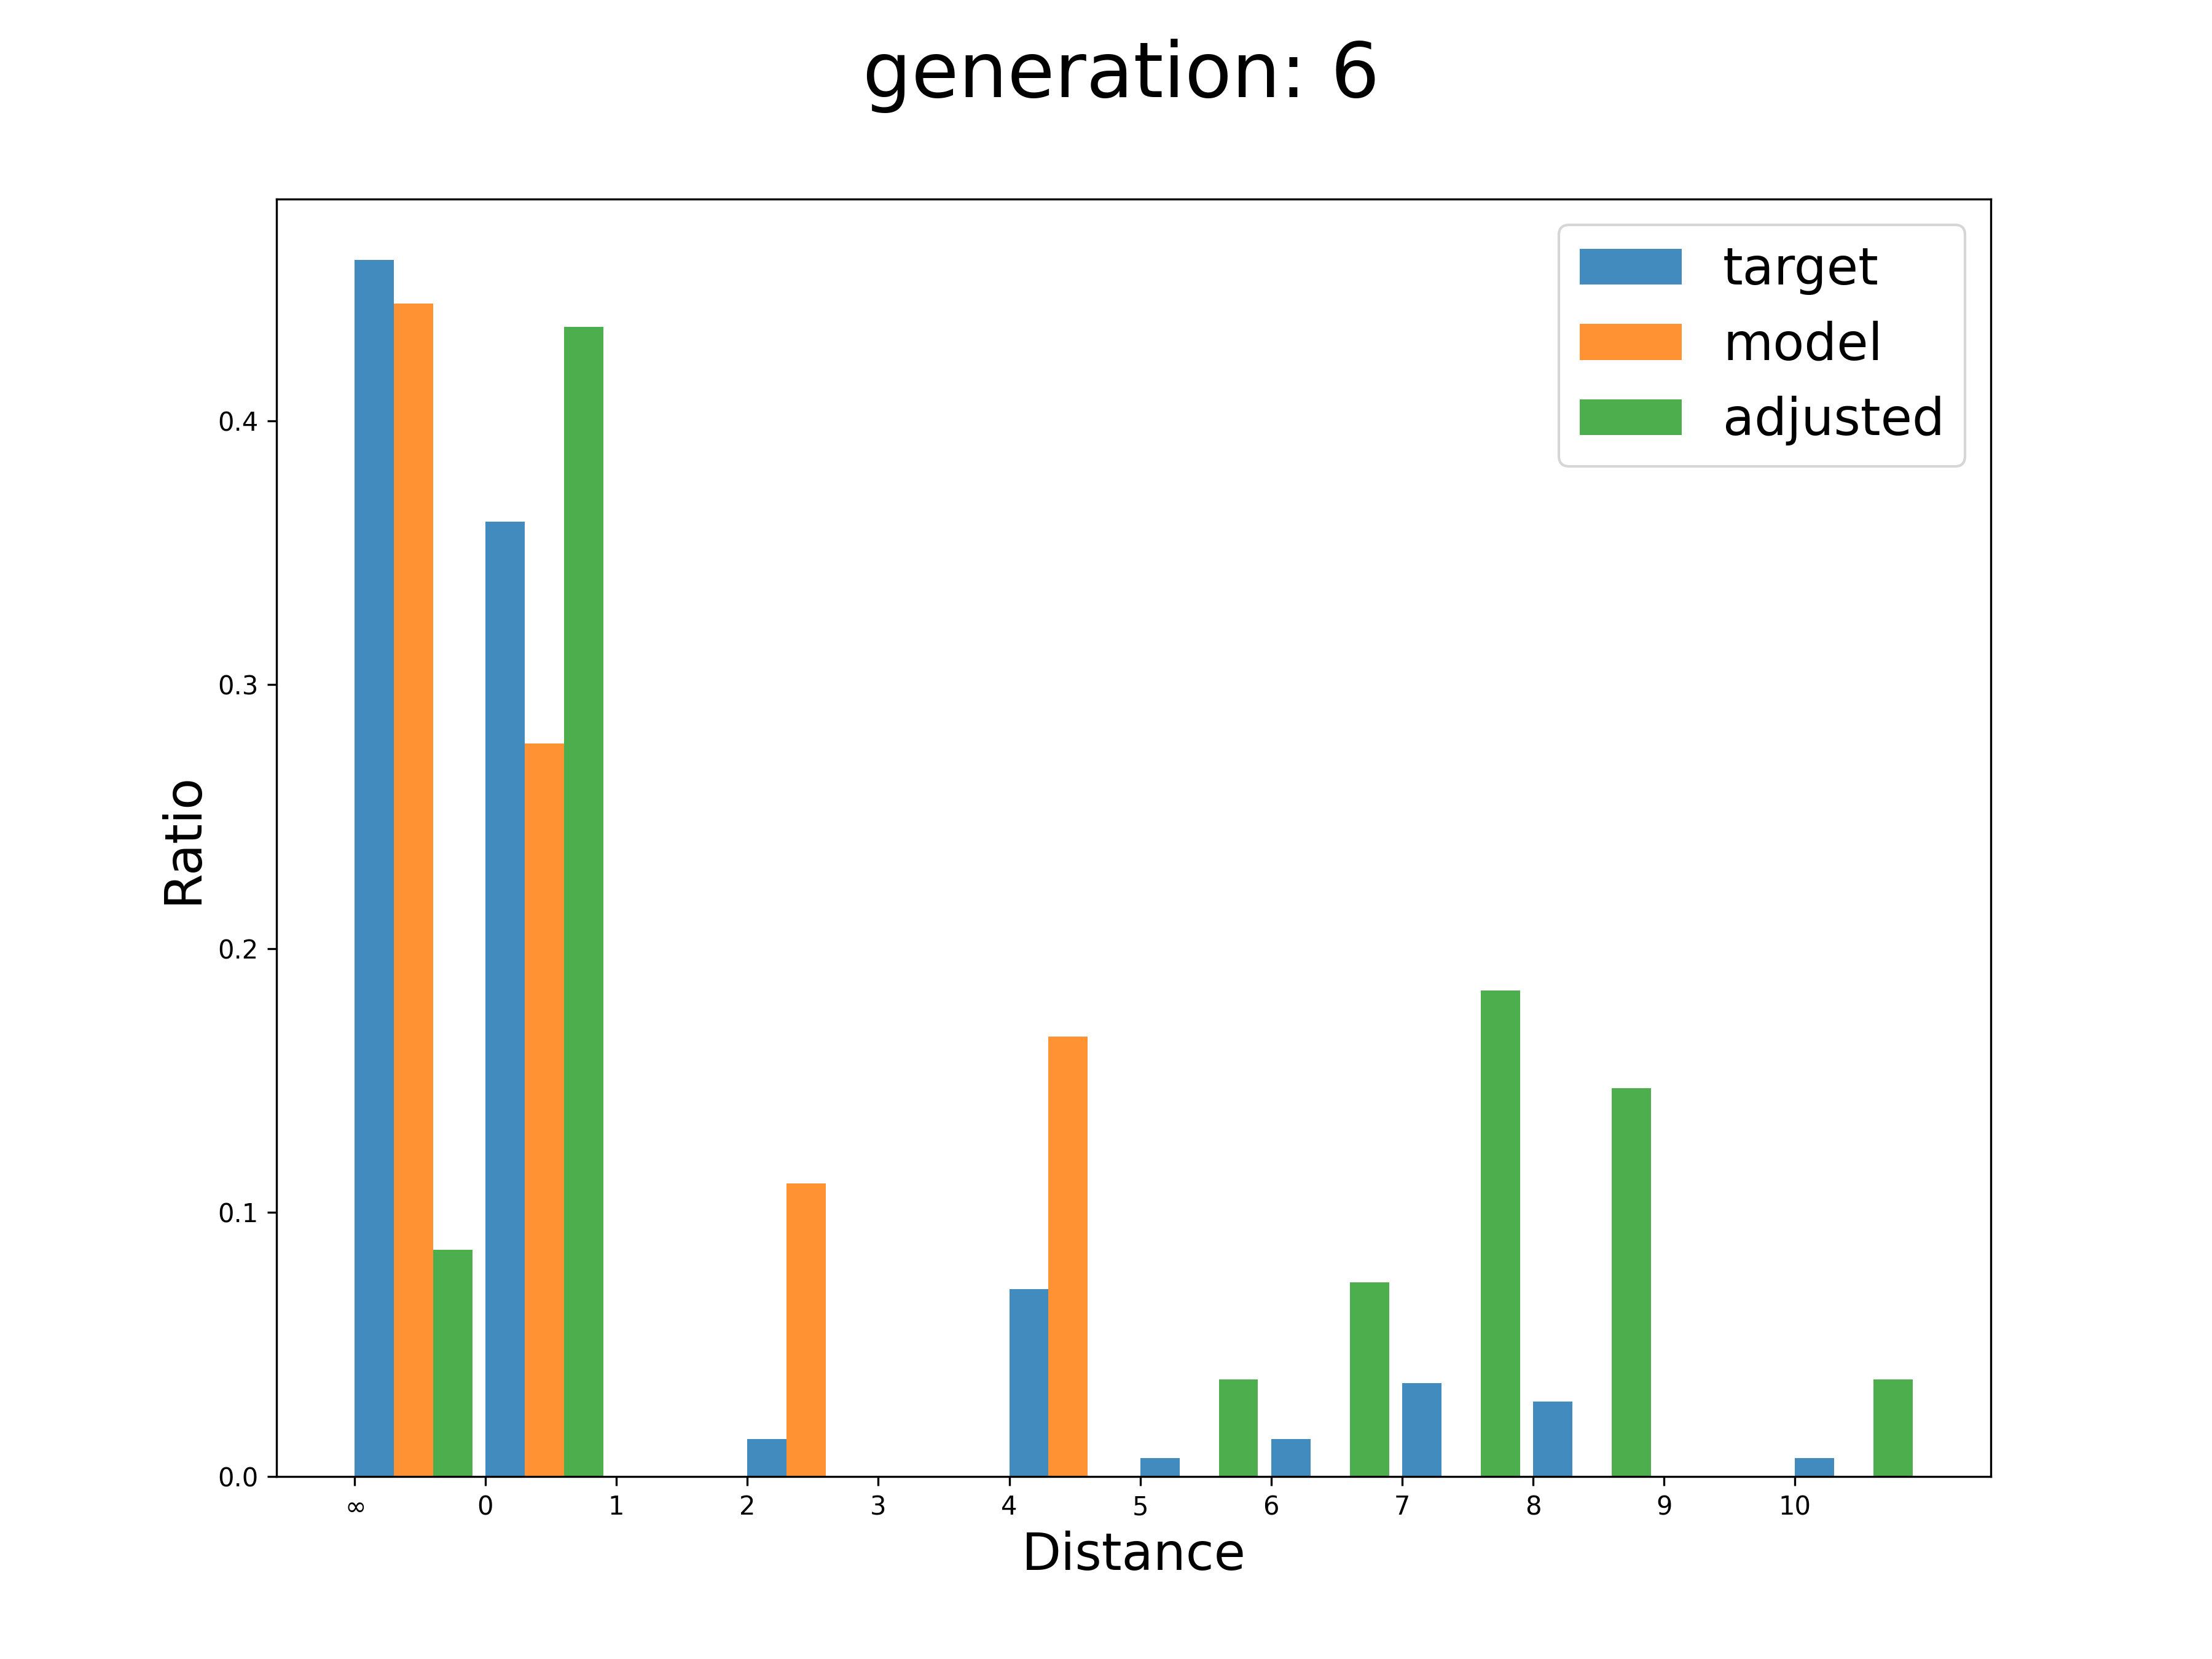 generation: 6
target
model
adjusted
0.4
0.3
0.2
0.1
0.0
Ratio
∞ 0 1 2 3 4 5 6 7 8 9 10
Distance